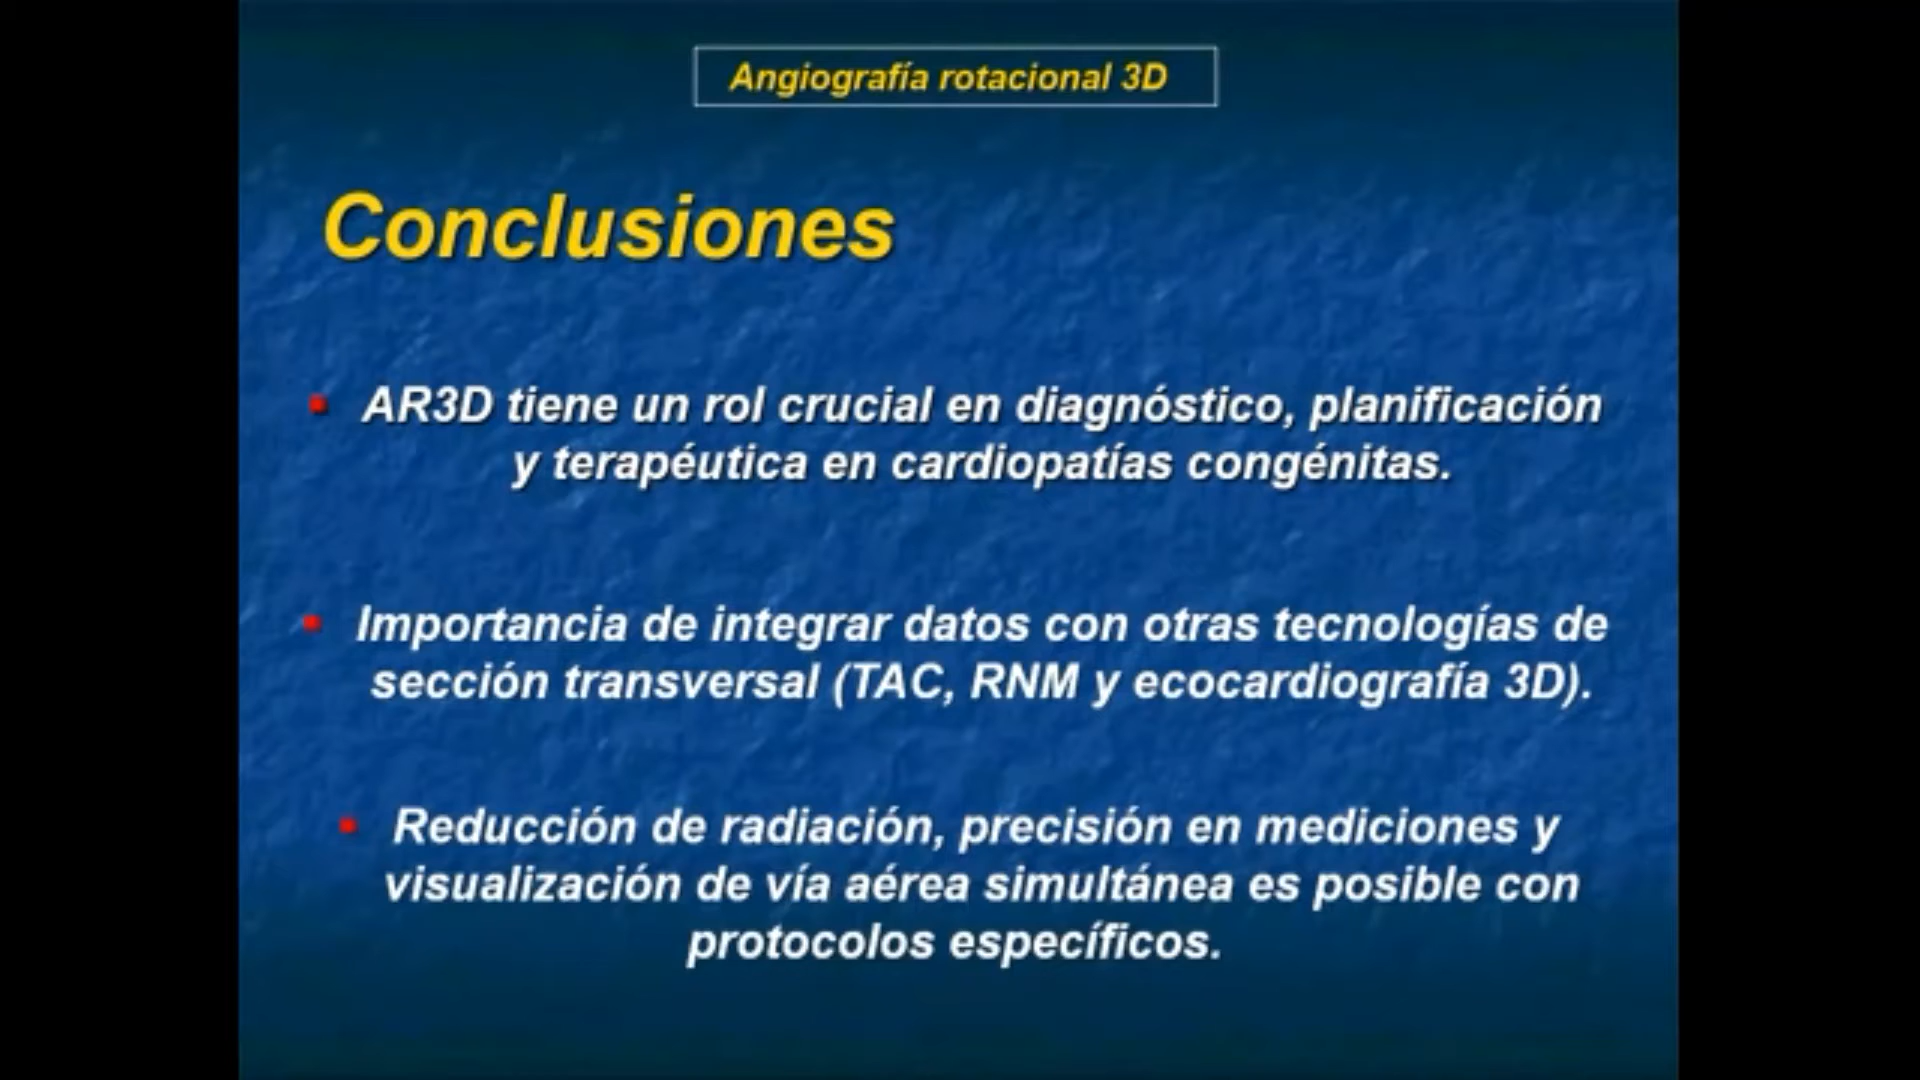 Angiografía rotacional 3D
Conclusiones
AR3D tiene un rol crucial en diagnóstico, planificación
y terapéutica en cardiopatías congénitas.
Importancia de integrar datos con otras tecnologías de
sección transversal (TAC, RNM y ecocardiografía 3D).
Reducción de radiación, precisión en mediciones y
visualización de vía aérea simultánea es posible con
protocolos específicos.